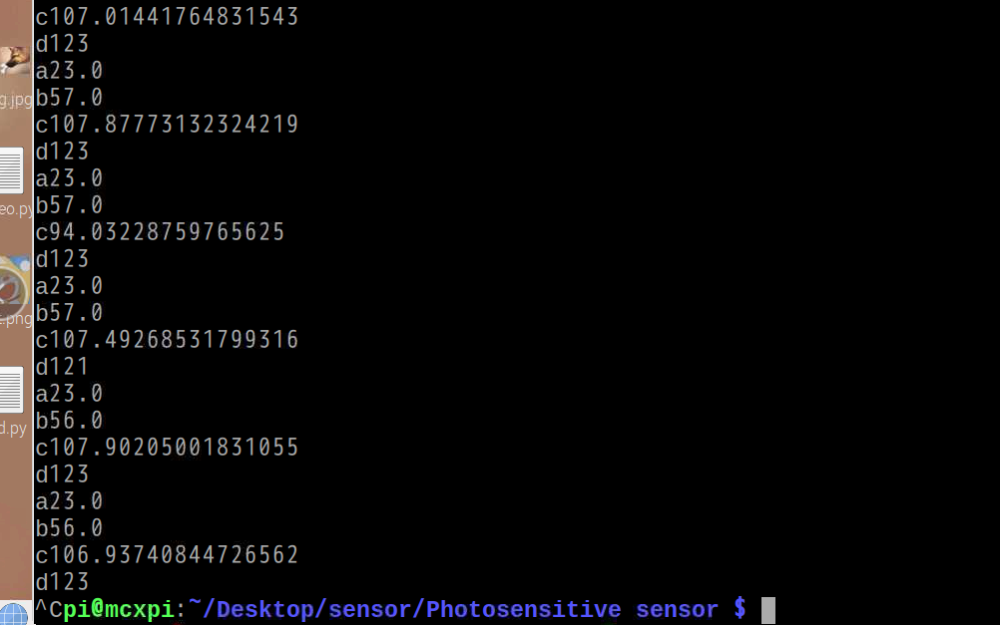 c107.01441764831543
d123
a23.0
b57.0
c107.87773132324219
d123
a23.0
b57.0
c94.03228759765625
d123
a23.0
b57.0
c107.49268531799316
d121
a23.0
b56.0
c107.90205001831055
d123
a23.0
b56.0
c106.93740844726562
d123
^Cpi@mcxpi:~/Desktop/sensor/Photosensitive sensor $
g.jpg
eo.py
.png
d.py